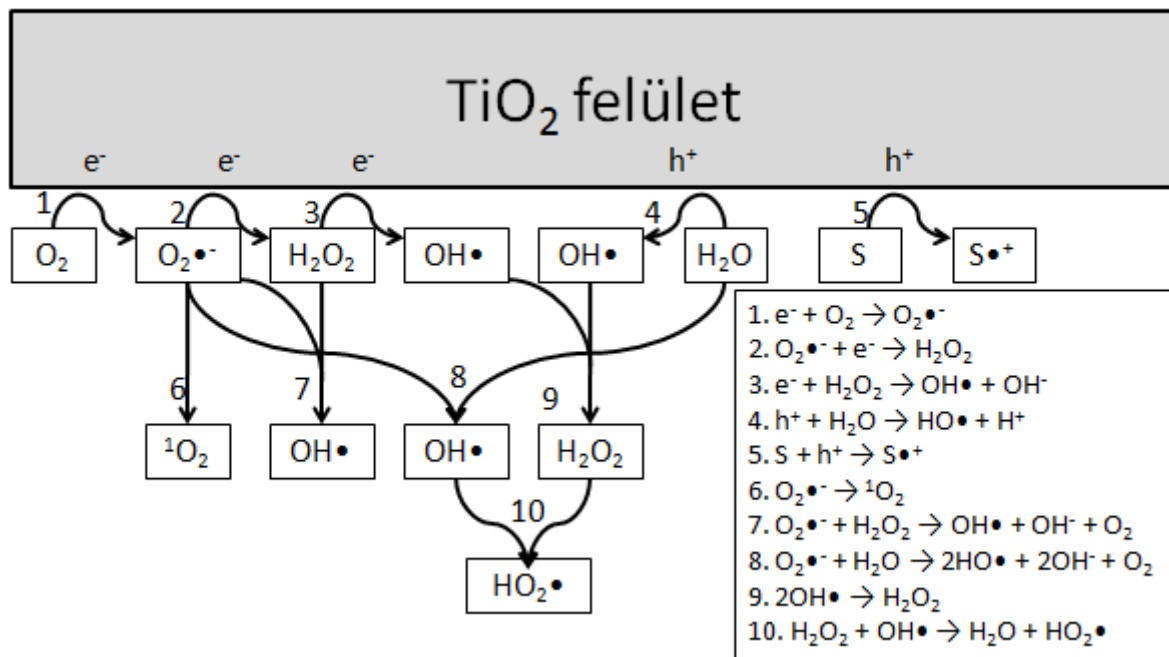 TiO₂ felület
e⁻ e⁻ e⁻ h⁺ h⁺
1 2 3 4 5
O₂ O₂•⁻ H₂O₂ OH• OH• H₂O S S•⁺
6 7 8 9
¹O₂ OH• OH• H₂O₂
10
HO₂•
1. e⁻ + O₂ → O₂•⁻
2. O₂•⁻ + e⁻ → H₂O₂
3. e⁻ + H₂O₂ → OH• + OH⁻
4. h⁺ + H₂O → HO• + H⁺
5. S + h⁺ → S•⁺
6. O₂•⁻ → ¹O₂
7. O₂•⁻ + H₂O₂ → OH• + OH⁻ + O₂
8. O₂•⁻ + H₂O → 2HO• + 2OH⁻ + O₂
9. 2OH• → H₂O₂
10. H₂O₂ + OH• → H₂O + HO₂•